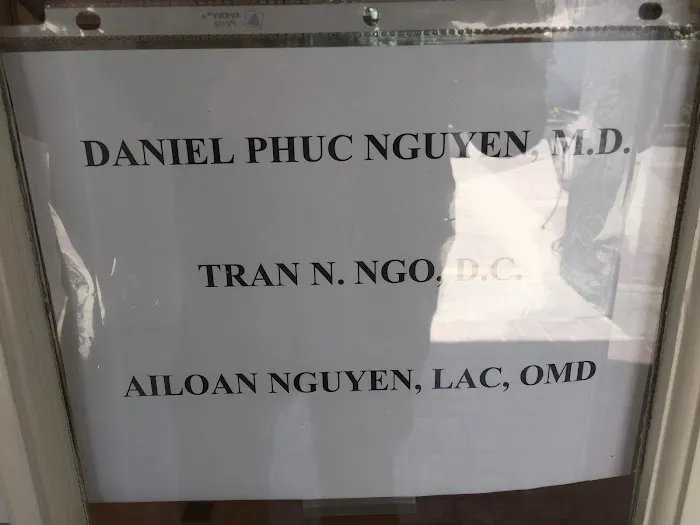 DANIEL PHUC NGUYEN, M.D.
TRAN N. NGO, D.C.
AILOAN NGUYEN, LAC, OMD